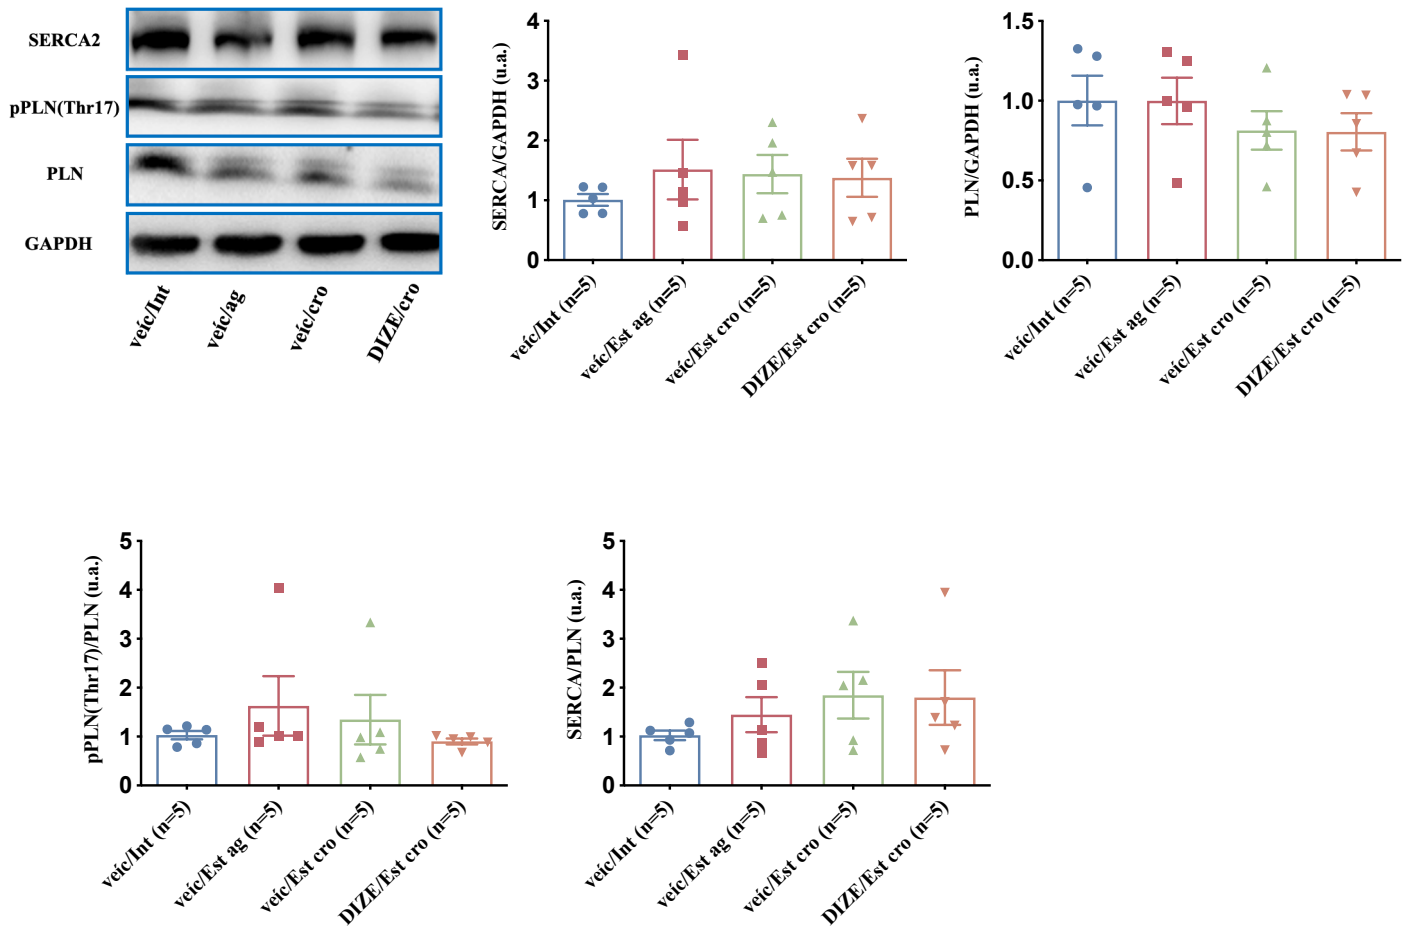 SERCA2
pPLN(Thr17)
PLN
GAPDH
veíc/Int
veíc/ag
veíc/cro
DIZE/cro
SERCA/GAPDH (u.a.)
4
3
2
1
0
veíc/Int (n=5)
veíc/Est ag (n=5)
veíc/Est cro (n=5)
DIZE/Est cro (n=5)
PLN/GAPDH (u.a.)
1.5
1.0
0.5
0.0
veíc/Int (n=5)
veíc/Est ag (n=5)
veíc/Est cro (n=5)
DIZE/Est cro (n=5)
pPLN(Thr17)/PLN (u.a.)
5
4
3
2
1
0
veíc/Int (n=5)
veíc/Est ag (n=5)
veíc/Est cro (n=5)
DIZE/Est cro (n=5)
SERCA/PLN (u.a.)
5
4
3
2
1
0
veíc/Int (n=5)
veíc/Est ag (n=5)
veíc/Est cro (n=5)
DIZE/Est cro (n=5)